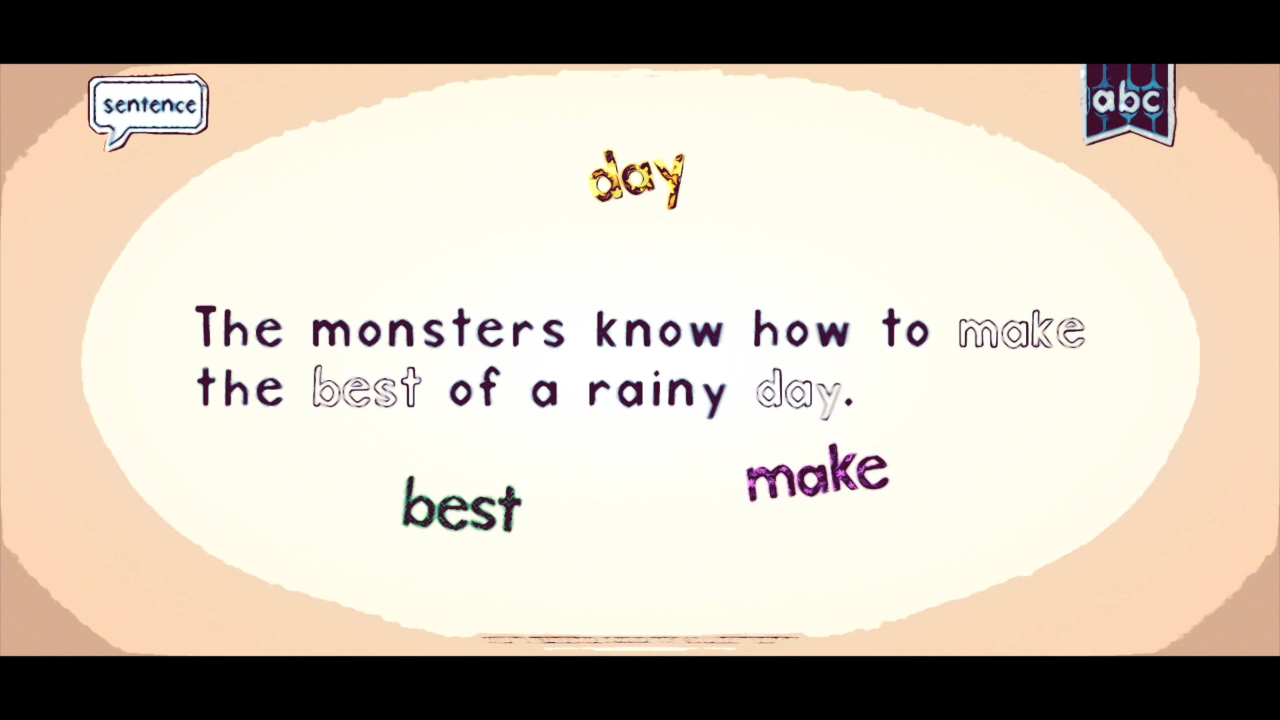 sentence
abc
day
The monsters know how to make
the best of a rainy day.
best
make